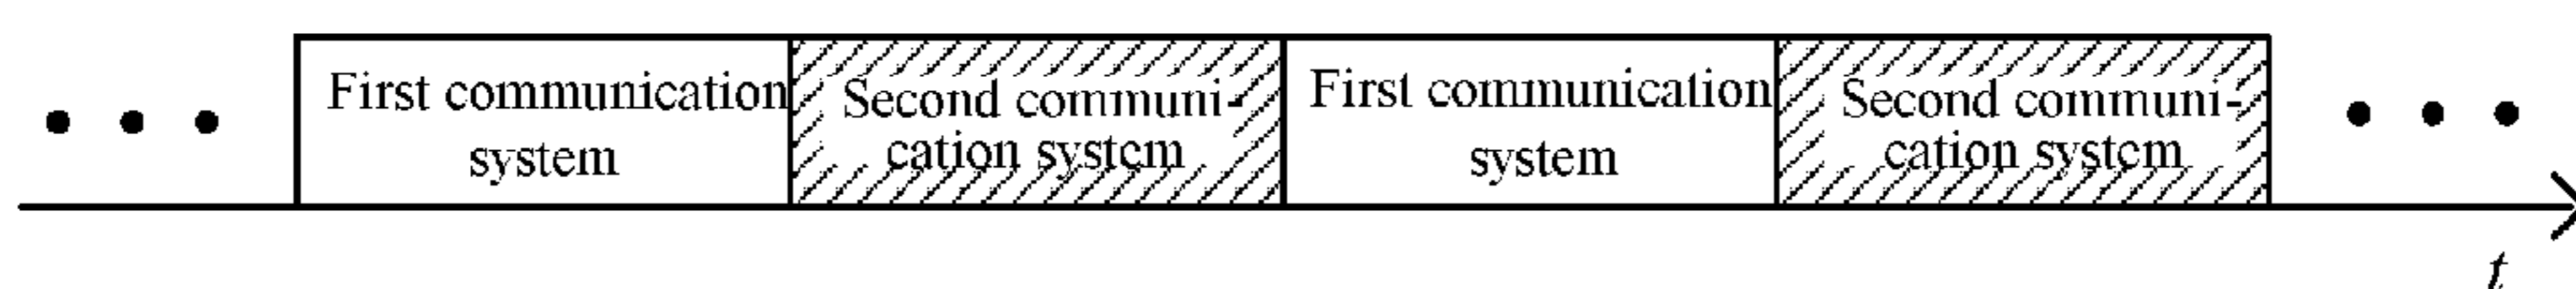 First communication
system
Second communi-
cation system
First communication
system
Second communi-
cation system
t